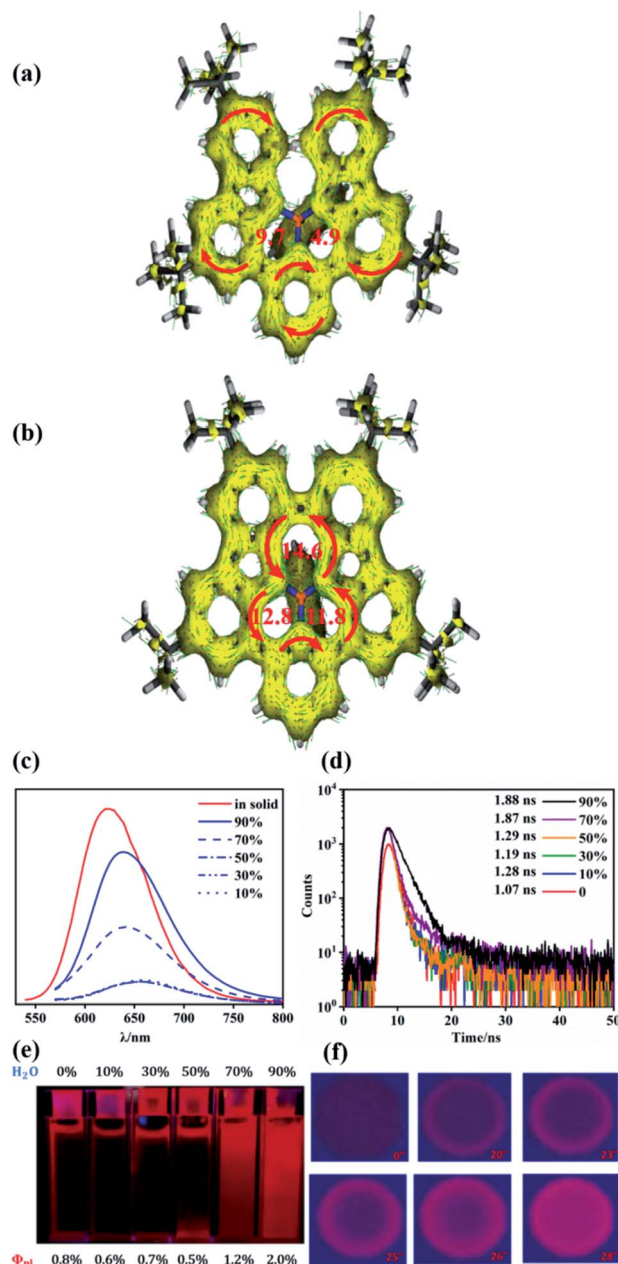 (a)
9.7 4.9
(b)
14.6
12.8 11.8
(c)
in solid
90%
70%
50%
30%
10%
550 600 650 700 750 800
λ/nm
(d)
10⁴
10³
10²
10¹
10⁰
Counts
1.88 ns 90%
1.87 ns 70%
1.29 ns 50%
1.19 ns 30%
1.28 ns 10%
1.07 ns 0
0 10 20 30 40 50
Time/ns
(e)
H₂O 0% 10% 30% 50% 70% 90%
Φpl 0.8% 0.6% 0.7% 0.5% 1.2% 2.0%
(f)
0" 20" 23"
25" 26" 28"